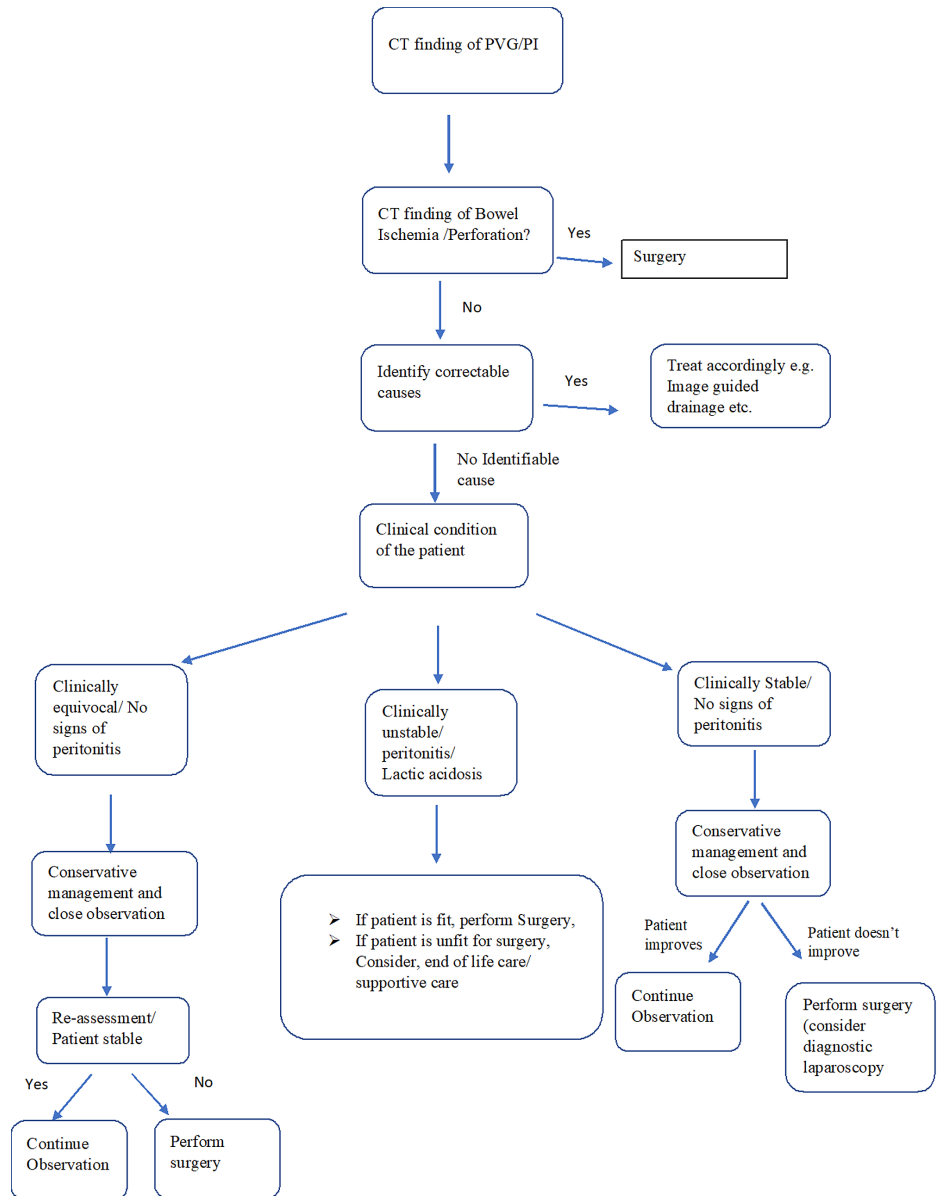 CT finding of PVG/PI
CT finding of Bowel
Ischemia /Perforation?
Yes
Surgery
No
Identify correctable
causes
Yes
Treat accordingly e.g.
Image guided
drainage etc.
No Identifiable
cause
Clinical condition
of the patient
Clinically
equivocal/ No
signs of
peritonitis
Clinically
unstable/
peritonitis/
Lactic acidosis
Clinically Stable/
No signs of
peritonitis
Conservative
management and
close observation
➢ If patient is fit, perform Surgery,
➢ If patient is unfit for surgery,
Consider, end of life care/
supportive care
Conservative
management and
close observation
Patient
improves
Patient doesn’t
improve
Re-assessment/
Patient stable
Continue
Observation
Perform surgery
(consider
diagnostic
laparoscopy
Yes
No
Continue
Observation
Perform
surgery